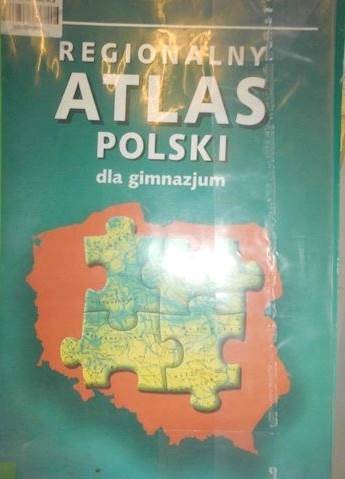 REGIONALNY
ATLAS
POLSKI
dla gimnazjum